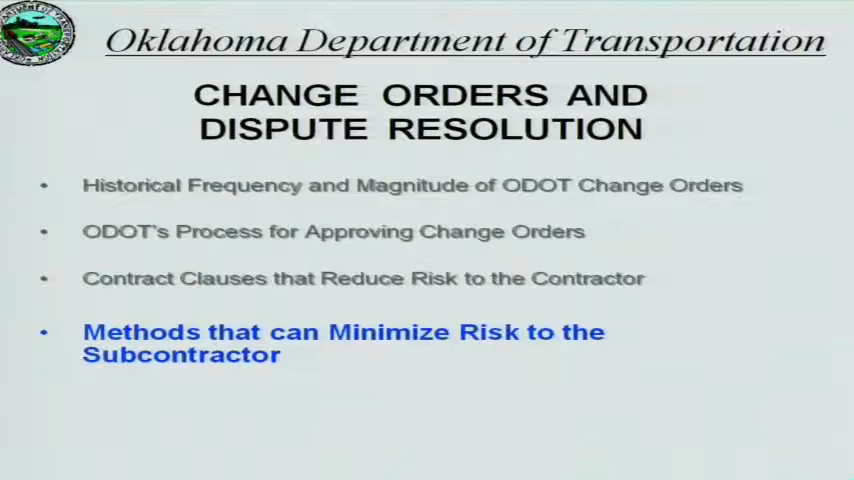 Oklahoma Department of Transportation
CHANGE ORDERS AND
DISPUTE RESOLUTION
• Historical Frequency and Magnitude of ODOT Change Orders
• ODOT's Process for Approving Change Orders
• Contract Clauses that Reduce Risk to the Contractor
• Methods that can Minimize Risk to the
Subcontractor